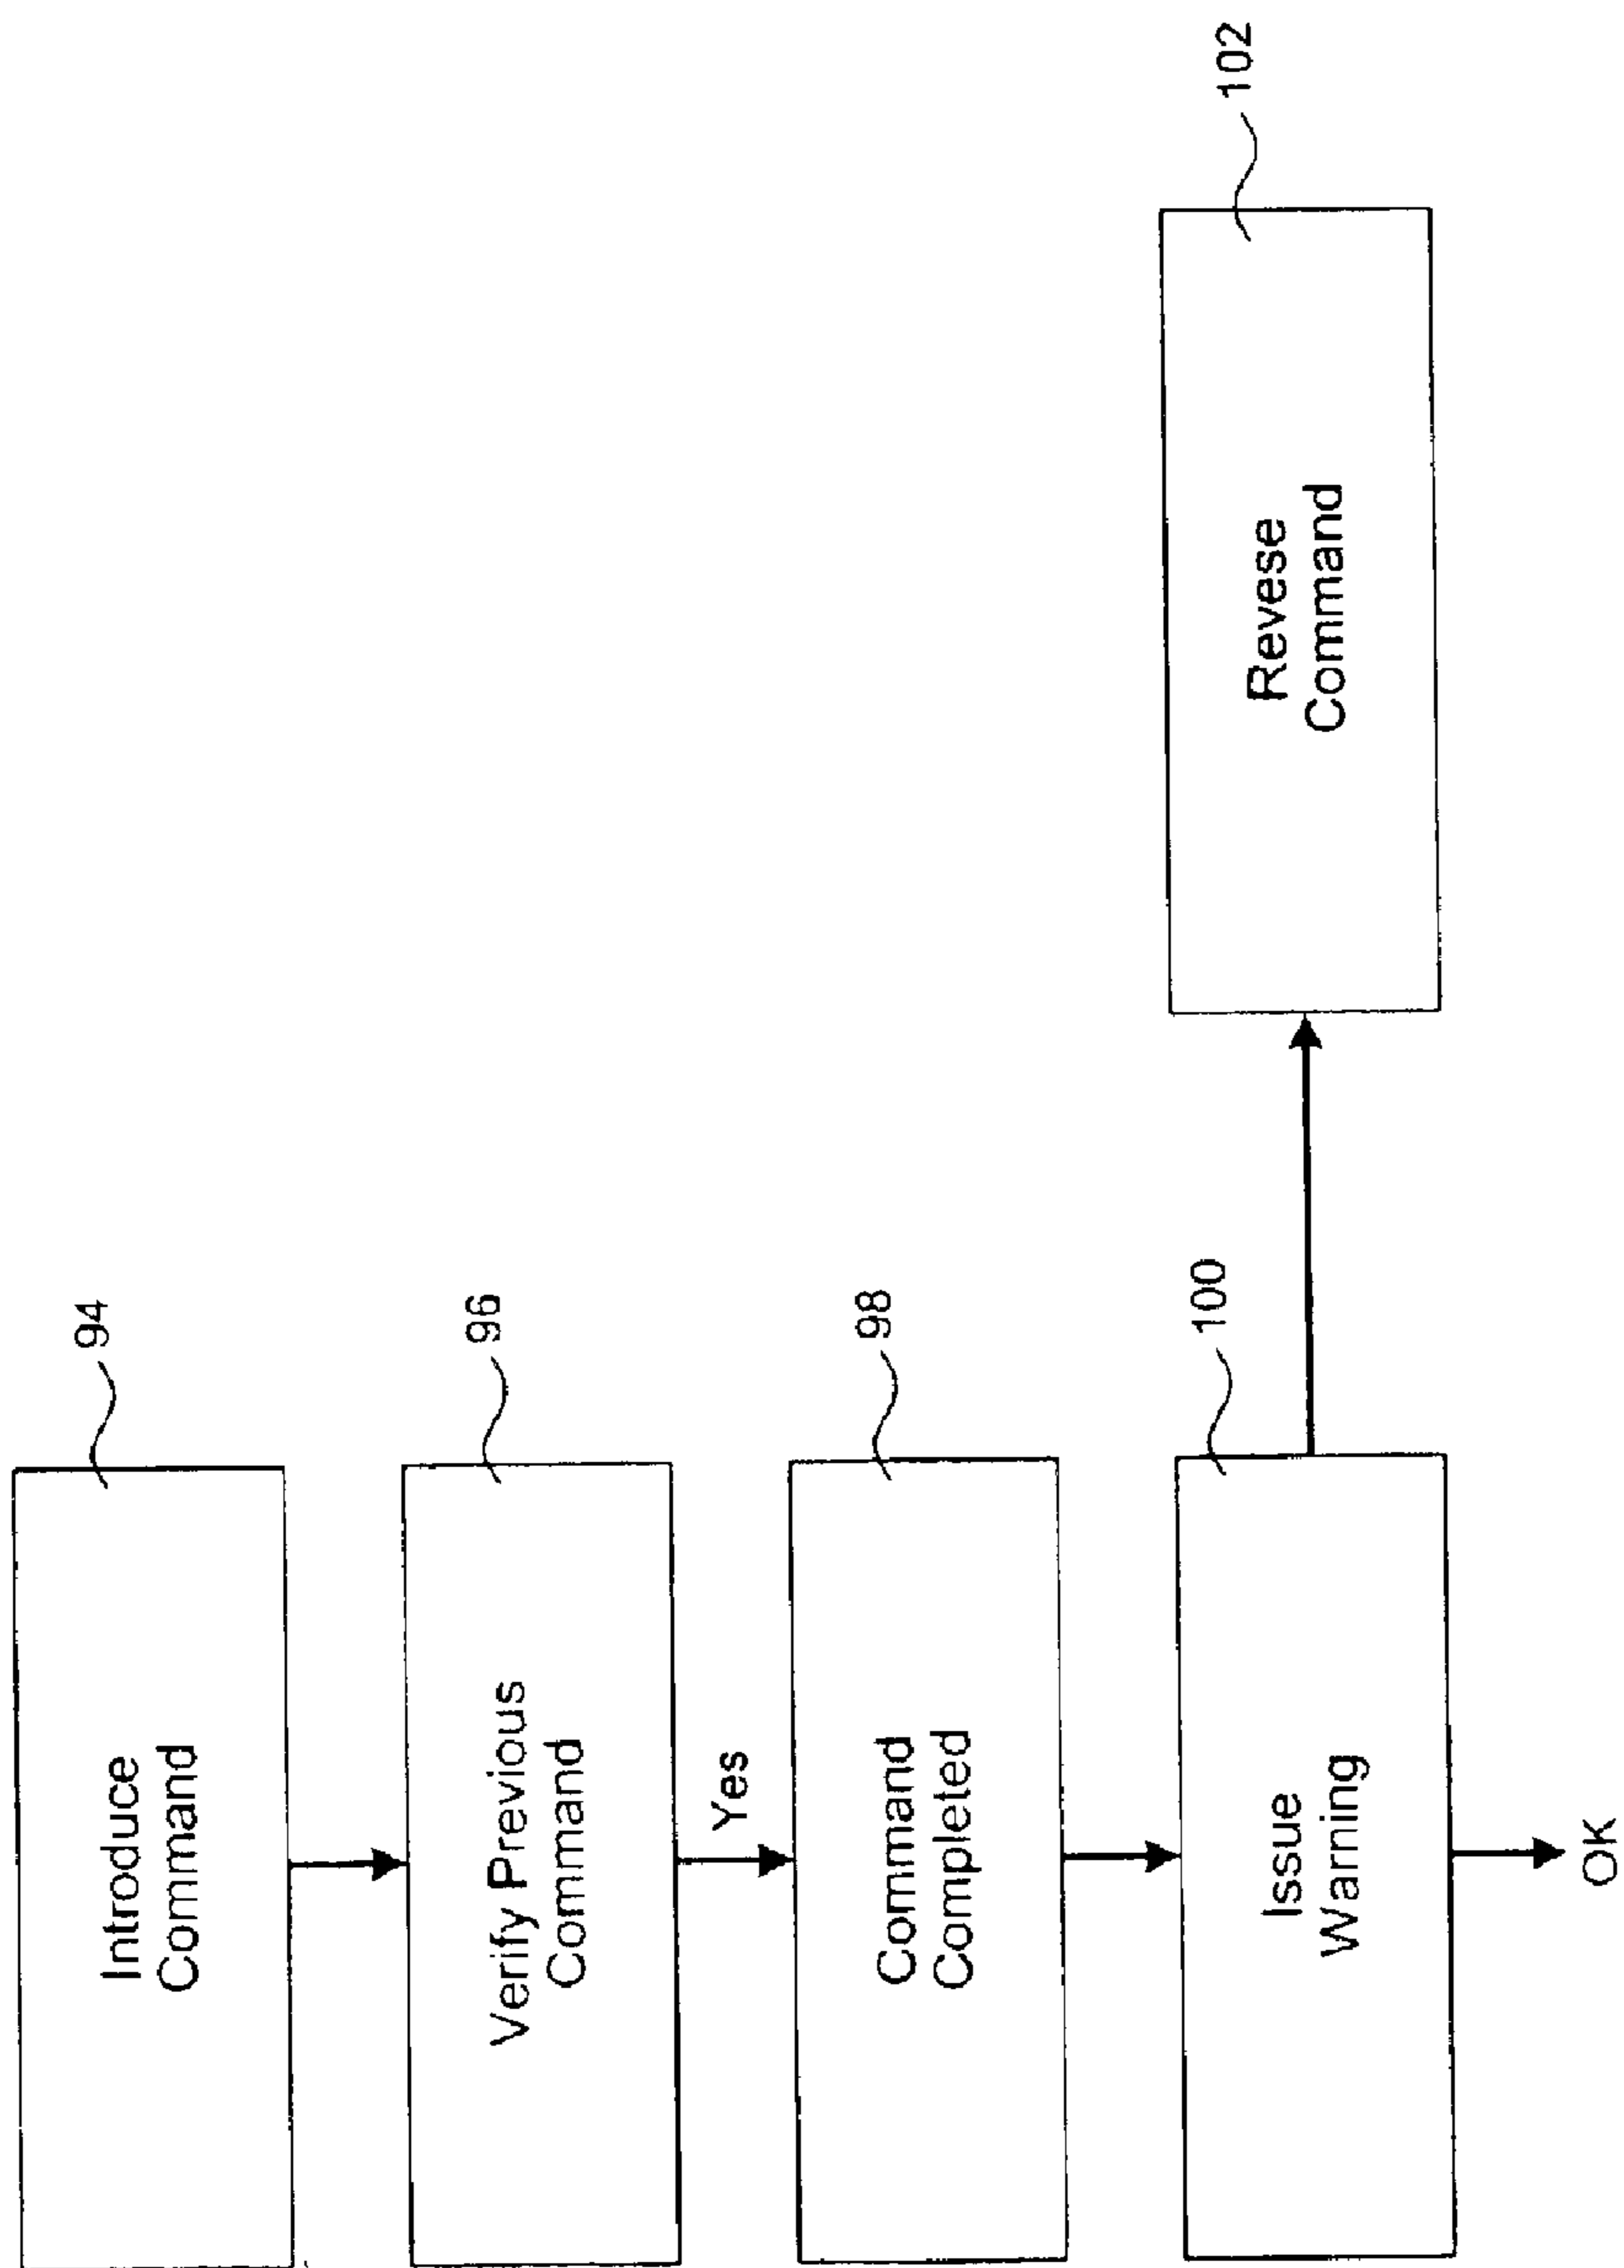 94
Introduce
Command
96
Verify Previous
Command
Yes
98
Command
Completed
100
Issue
Warning
102
Revese
Command
OK